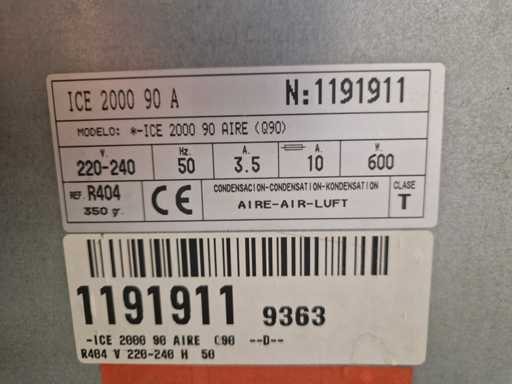 ICE 2000 90 A N:1191911
MODELO: *-ICE 2000 90 AIRE (Q90)
V. Hz. A. A. W.
220-240 50 3.5 10 600
REF. R404 350 gr. CE CONDENSACION-CONDENSATION-KONDENSATION CLASE
AIRE-AIR-LUFT T
1191911 9363
-ICE 2000 90 AIRE (Q90 --D--
R404 V 220-240 H 50